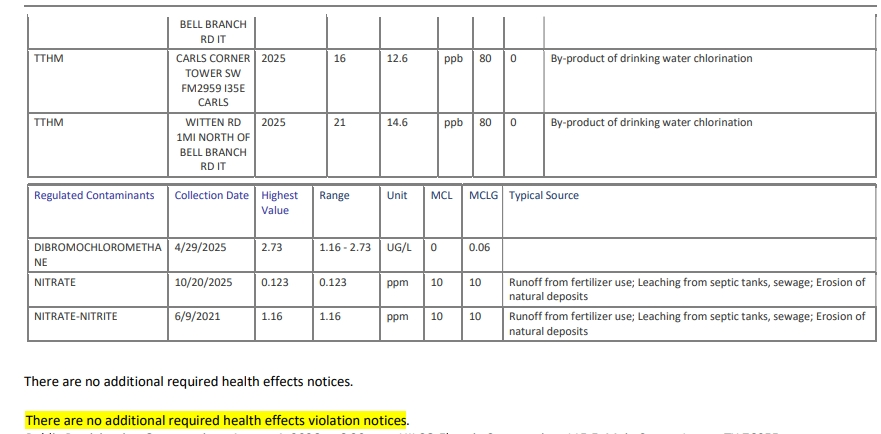 BELL BRANCH
RD IT
TTHM CARLS CORNER 2025 16 12.6 ppb 80 0 By-product of drinking water chlorination
TOWER SW
FM2959 I35E
CARLS
TTHM WITTEN RD 2025 21 14.6 ppb 80 0 By-product of drinking water chlorination
1MI NORTH OF
BELL BRANCH
RD IT
Regulated Contaminants Collection Date Highest Range Unit MCL MCLG Typical Source
Value
DIBROMOCHLOROMETHA 4/29/2025 2.73 1.16 - 2.73 UG/L 0 0.06
NE
NITRATE 10/20/2025 0.123 0.123 ppm 10 10 Runoff from fertilizer use; Leaching from septic tanks, sewage; Erosion of
natural deposits
NITRATE-NITRITE 6/9/2021 1.16 1.16 ppm 10 10 Runoff from fertilizer use; Leaching from septic tanks, sewage; Erosion of
natural deposits
There are no additional required health effects notices.
There are no additional required health effects violation notices.